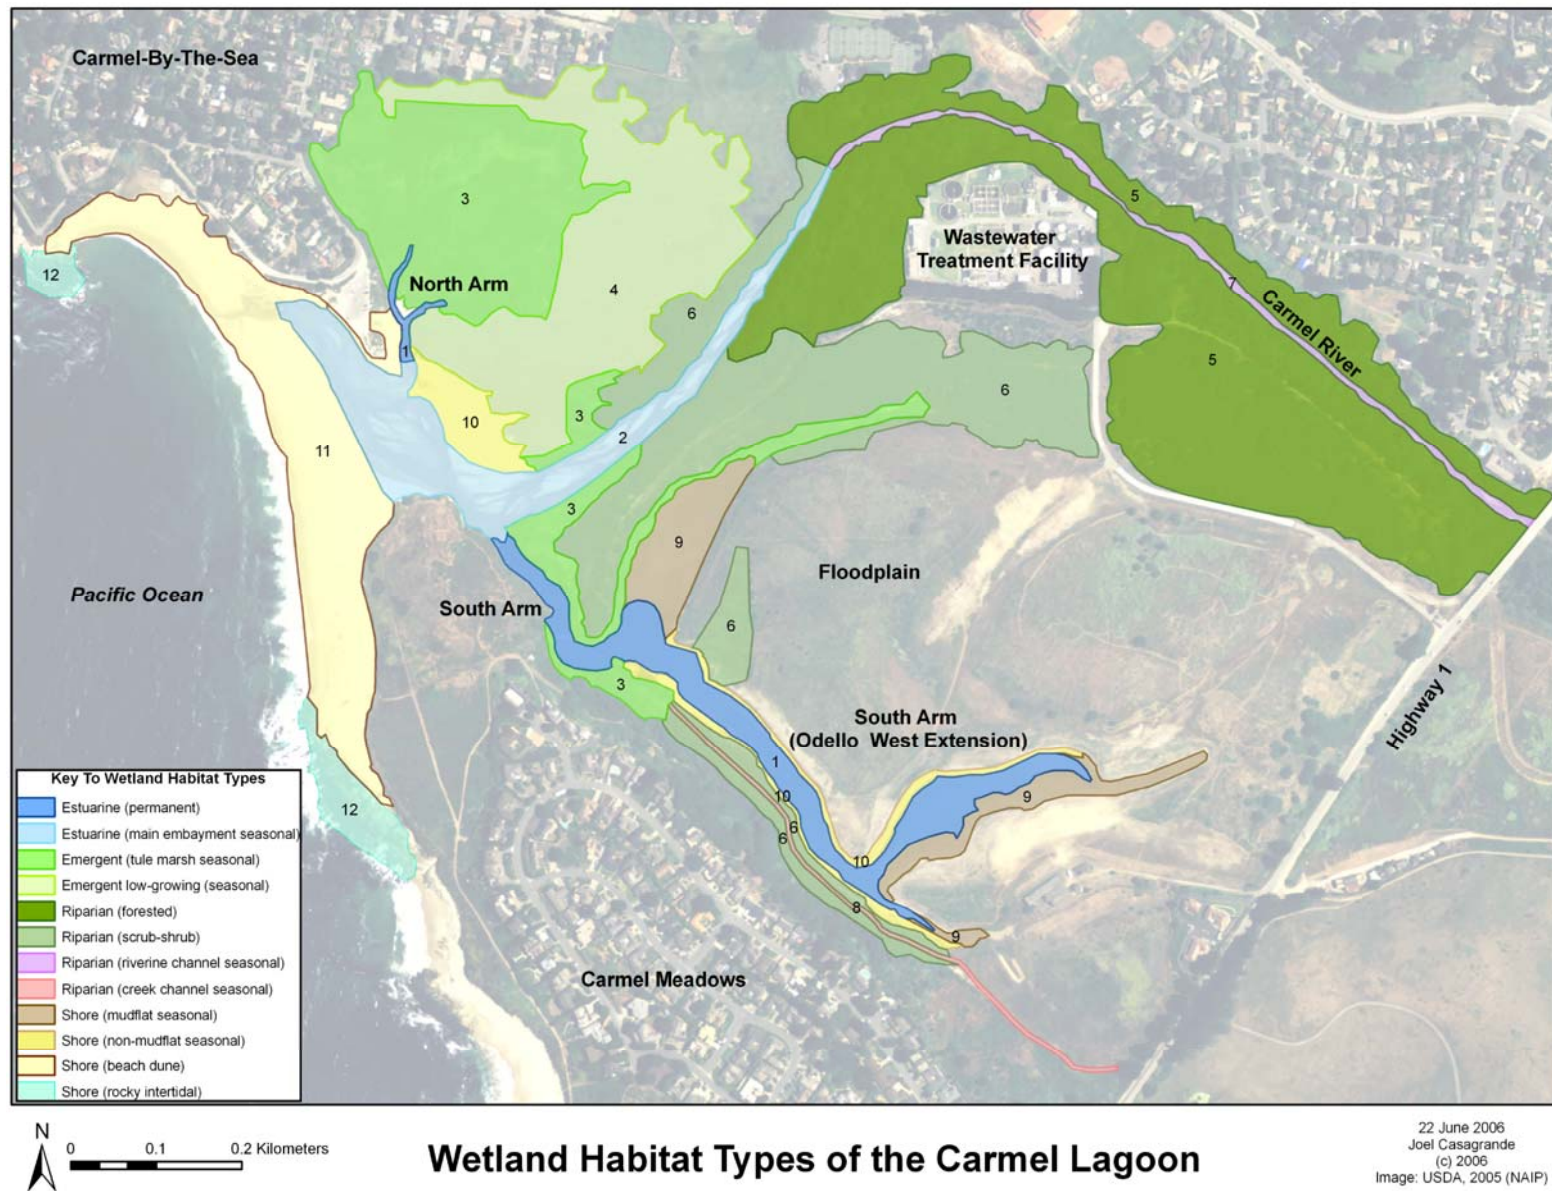 Carmel-By-The-Sea
3
5
Wastewater
Treatment Facility
12
North Arm
4
7
6
Carmel River
1
5
6
10
3
2
11
3
9
Floodplain
Pacific Ocean
South Arm
6
3
Highway 1
South Arm
(Odello West Extension)
1
10
9
6
6
12
10
8
9
Carmel Meadows
Key To Wetland Habitat Types
Estuarine (permanent)
Estuarine (main embayment seasonal)
Emergent (tule marsh seasonal)
Emergent low-growing (seasonal)
Riparian (forested)
Riparian (scrub-shrub)
Riparian (riverine channel seasonal)
Riparian (creek channel seasonal)
Shore (mudflat seasonal)
Shore (non-mudflat seasonal)
Shore (beach dune)
Shore (rocky intertidal)
N
0 0.1 0.2 Kilometers
Wetland Habitat Types of the Carmel Lagoon
22 June 2006
Joel Casagrande
(c) 2006
Image: USDA, 2005 (NAIP)